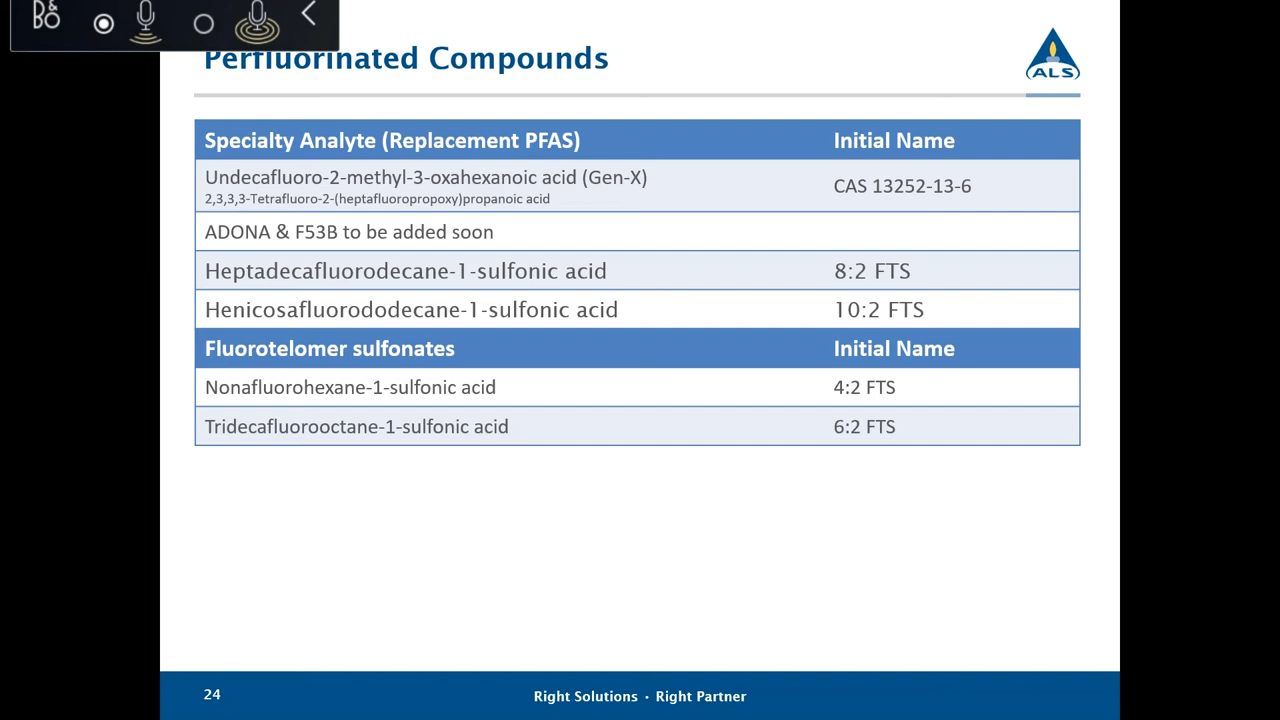 B&O
Perfluorinated Compounds
ALS
Specialty Analyte (Replacement PFAS) Initial Name
Undecafluoro-2-methyl-3-oxahexanoic acid (Gen-X) CAS 13252-13-6
2,3,3,3-Tetrafluoro-2-(heptafluoropropoxy)propanoic acid
ADONA & F53B to be added soon
Heptadecafluorodecane-1-sulfonic acid 8:2 FTS
Henicosafluorododecane-1-sulfonic acid 10:2 FTS
Fluorotelomer sulfonates Initial Name
Nonafluorohexane-1-sulfonic acid 4:2 FTS
Tridecafluorooctane-1-sulfonic acid 6:2 FTS
24
Right Solutions · Right Partner